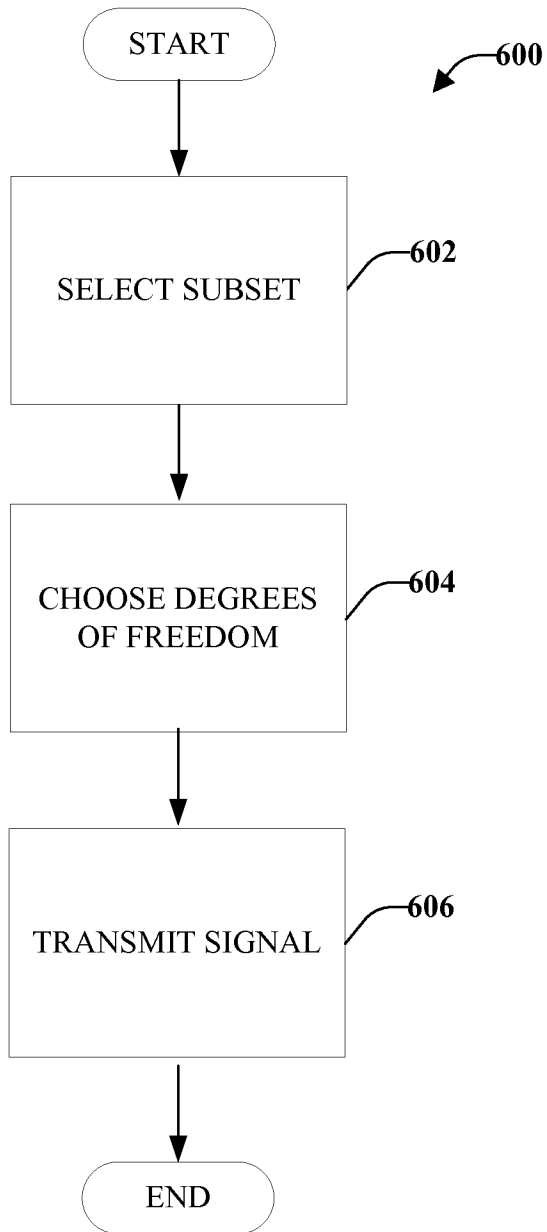 START
600
602
SELECT SUBSET
604
CHOOSE DEGREES
OF FREEDOM
606
TRANSMIT SIGNAL
END